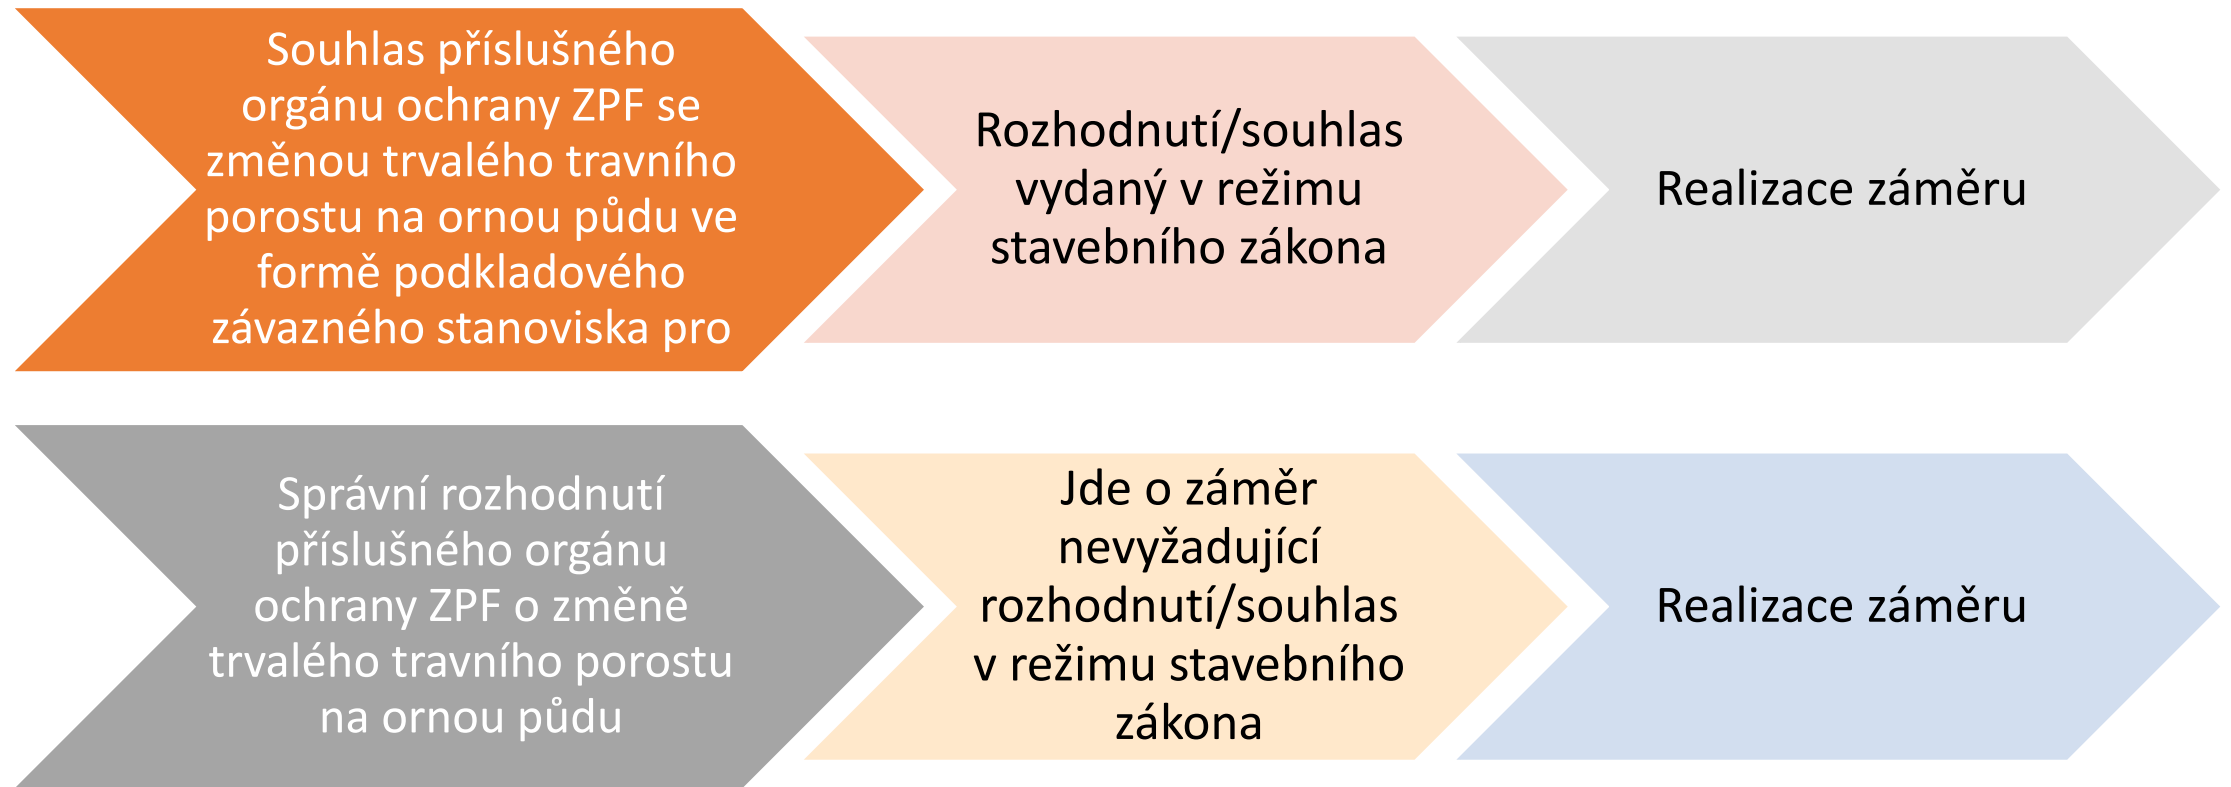 Souhlas příslušného
orgánu ochrany ZPF se
změnou trvalého travního
porostu na ornou půdu ve
formě podkladového
závazného stanoviska pro
Rozhodnutí/souhlas
vydaný v režimu
stavebního zákona
Realizace záměru
Správní rozhodnutí
příslušného orgánu
ochrany ZPF o změně
trvalého travního porostu
na ornou půdu
Jde o záměr
nevyžadující
rozhodnutí/souhlas
v režimu stavebního
zákona
Realizace záměru